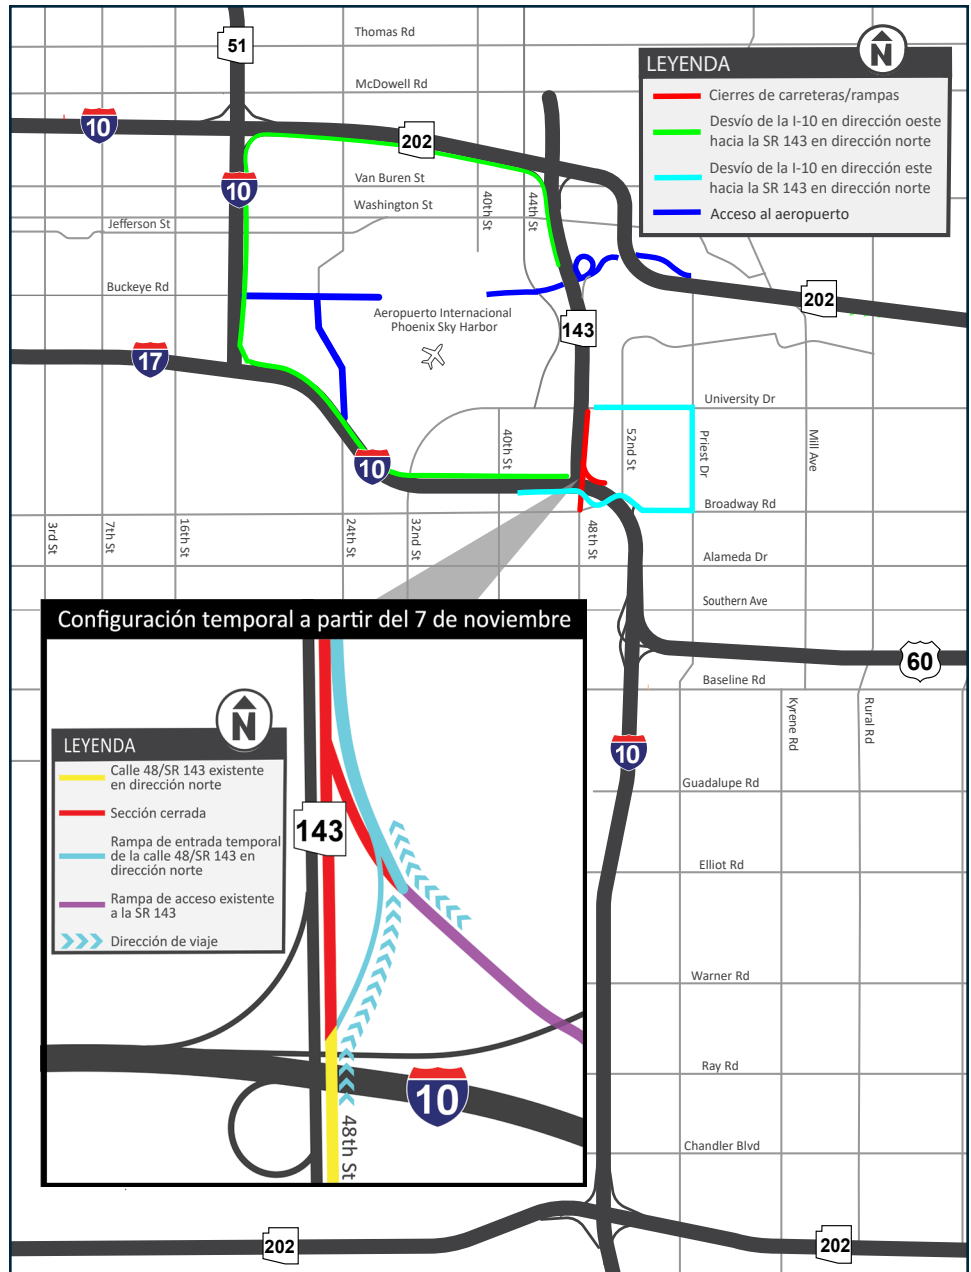 Thomas Rd
51
N
LEYENDA
McDowell Rd
Cierres de carreteras/rampas
10
202
Desvío de la I-10 en dirección oeste
hacia la SR 143 en dirección norte
Desvío de la I-10 en dirección este
hacia la SR 143 en dirección norte
Acceso al aeropuerto
Van Buren St
10
40th St
44th St
Washington St
Jefferson St
Buckeye Rd
202
Aeropuerto Internacional
Phoenix Sky Harbor
143
17
University Dr
40th St
52nd St
Priest Dr
Mill Ave
10
Broadway Rd
3rd St
7th St
16th St
24th St
32nd St
48th St
Alameda Dr
Southern Ave
Configuración temporal a partir del 7 de noviembre
60
Baseline Rd
Kyrene Rd
Rural Rd
N
LEYENDA
Calle 48/SR 143 existente
en dirección norte
Sección cerrada
Rampa de entrada temporal
de la calle 48/SR 143 en
dirección norte
Rampa de acceso existente
a la SR 143
Dirección de viaje
143
10
48th St
10
Guadalupe Rd
Elliot Rd
Warner Rd
Ray Rd
Chandler Blvd
202
202